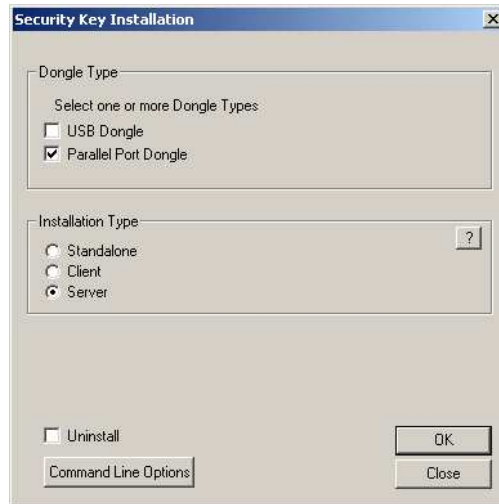 Security Key Installation
Dongle Type
Select one or more Dongle Types
USB Dongle
Parallel Port Dongle
Installation Type
?
Standalone
Client
Server
Uninstall
OK
Command Line Options
Close